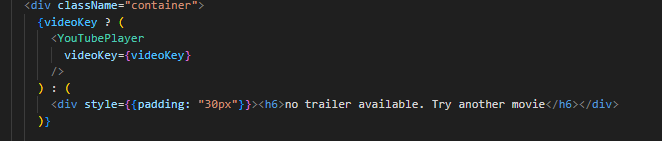 <div className="container">
{videoKey ? (
<YouTubePlayer
videoKey={videoKey}
/>
) : (
<div style={{padding: "30px"}}><h6>no trailer available. Try another movie</h6></div>
)}